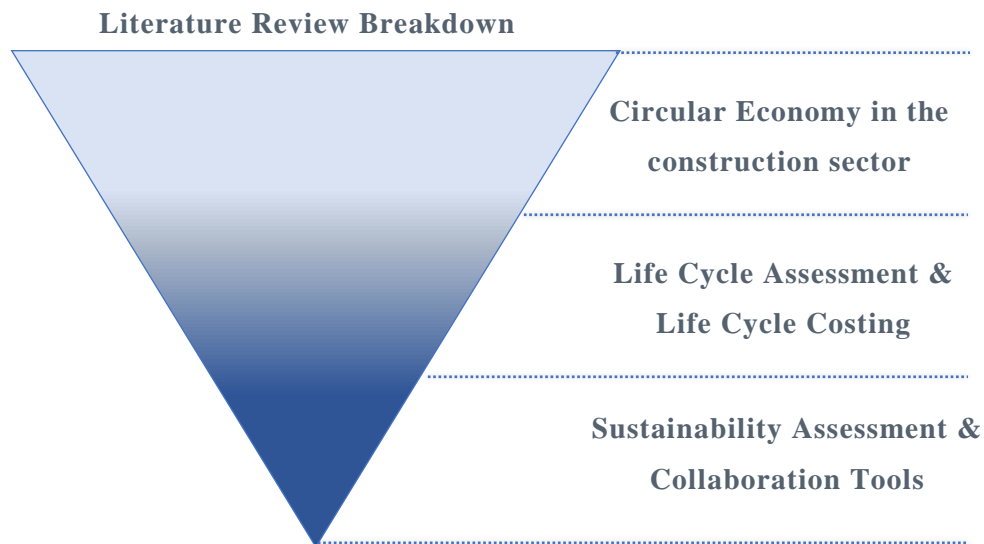 Literature Review Breakdown
Circular Economy in the
construction sector
Life Cycle Assessment &
Life Cycle Costing
Sustainability Assessment &
Collaboration Tools